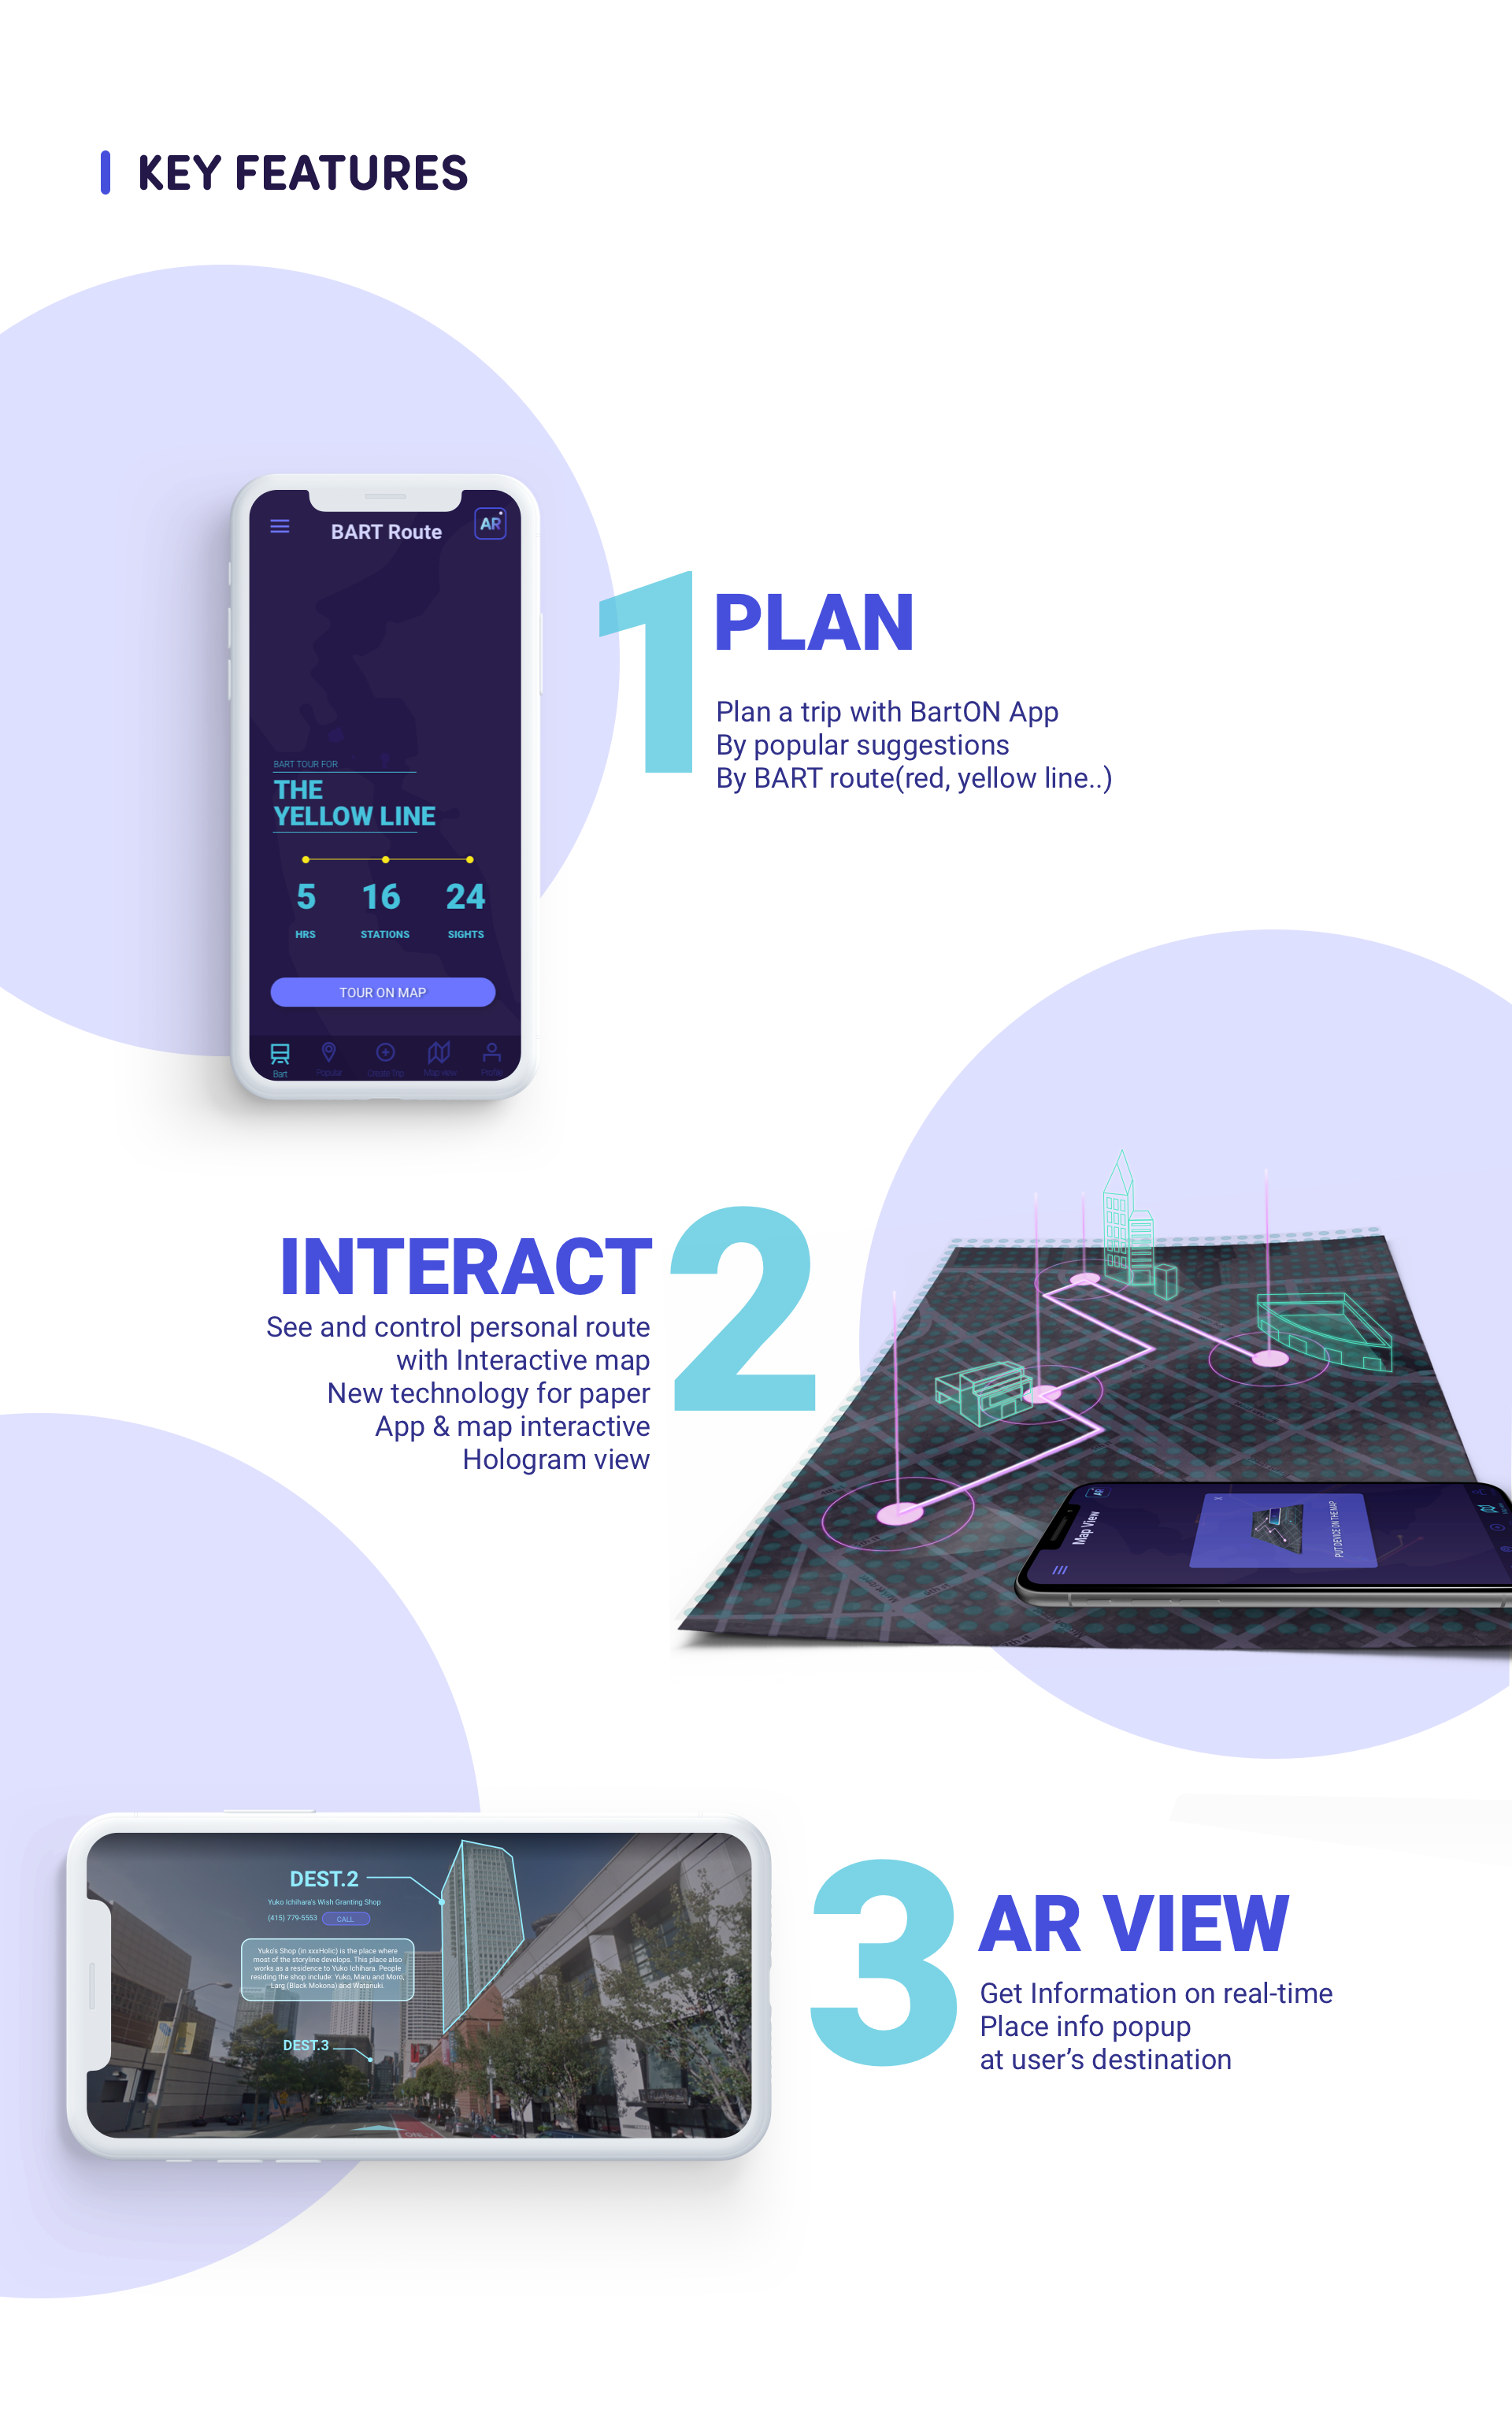 KEY FEATURES
BART Route
AR
BART TOUR FOR
THE
YELLOW LINE
5 16 24
HRS STATIONS SIGHTS
TOUR ON MAP
Bart Popular Create Trip Map view Profile
1
PLAN
Plan a trip with BartON App
By popular suggestions
By BART route(red, yellow line..)
INTERACT
2
See and control personal route
with Interactive map
New technology for paper
App & map interactive
Hologram view
AR
Map View
PUT DEVICE ON THE MAP
DEST.2
Yuko Ichihara's Wish Granting Shop
(415) 779-5553 CALL
Yuko's Shop (in xxxHolic) is the place where
most of the storyline develops. This place also
works as a residence to Yuko Ichihara. People
residing the shop include: Yuko, Maru and Moro,
Larg (Black Mokona) and Watanuki.
DEST.3
3
AR VIEW
Get Information on real-time
Place info popup
at user’s destination